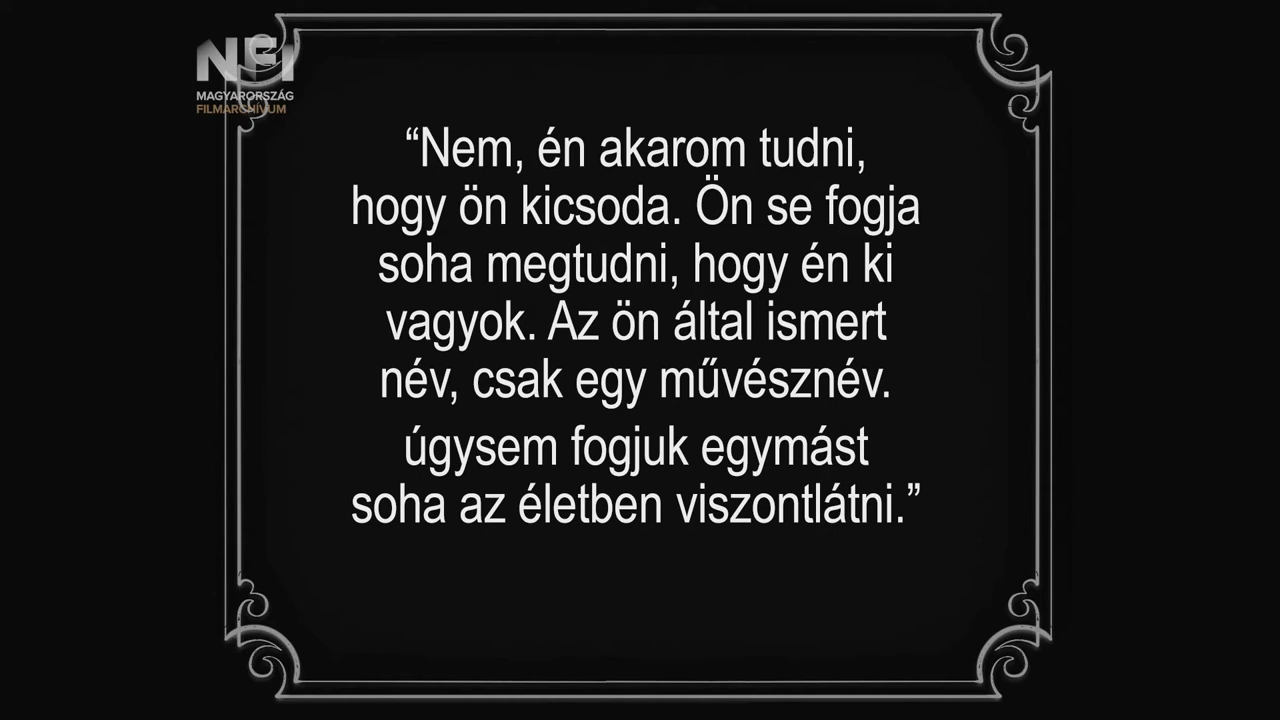 NFI
MAGYARORSZÁG
FILMARCHÍVUM
“Nem, én akarom tudni,
hogy ön kicsoda. Ön se fogja
soha megtudni, hogy én ki
vagyok. Az ön által ismert
név, csak egy művésznév.
úgysem fogjuk egymást
soha az életben viszontlátni.”